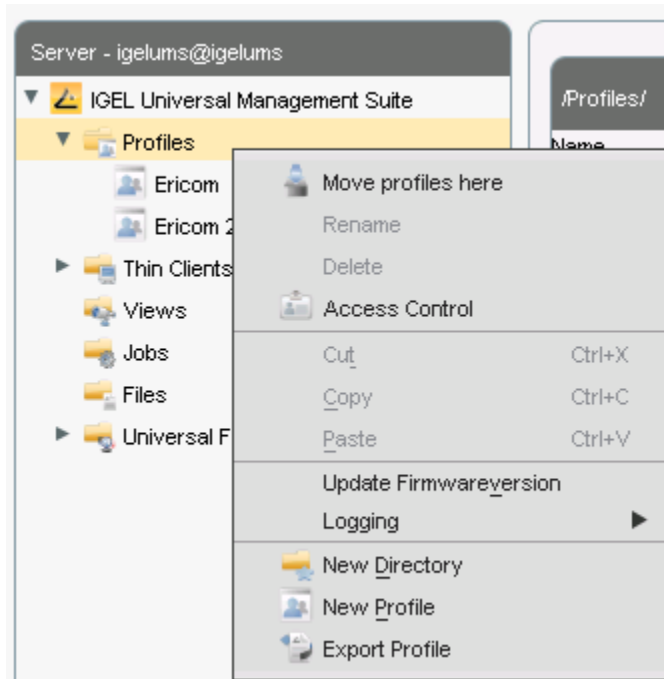 Server - igelums@igelums
IGEL Universal Management Suite
/Profiles/
Profiles
Name
Ericom
Ericom 2
Thin Clients
Views
Jobs
Files
Universal F
Move profiles here
Rename
Delete
Access Control
Cut Ctrl+X
Copy Ctrl+C
Paste Ctrl+V
Update Firmwareversion
Logging
New Directory
New Profile
Export Profile